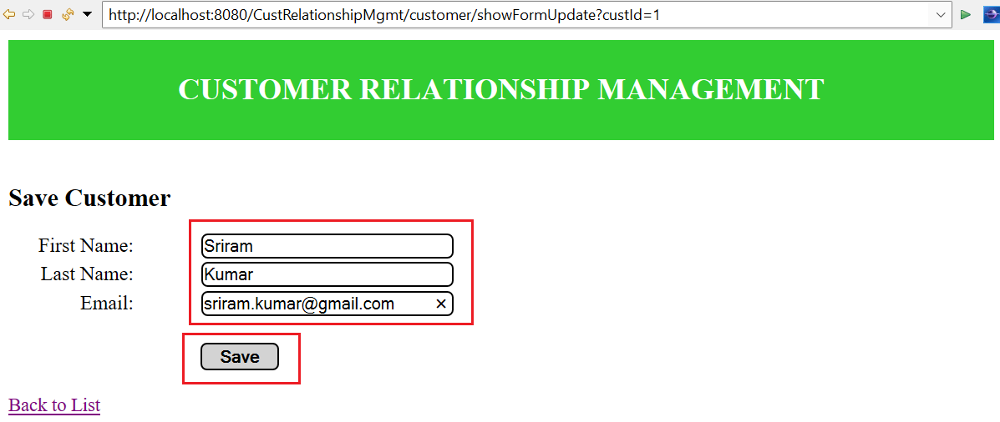 http://localhost:8080/CustRelationshipMgmt/customer/showFormUpdate?custId=1
CUSTOMER RELATIONSHIP MANAGEMENT
Save Customer
First Name: Sriram
Last Name: Kumar
Email: sriram.kumar@gmail.com
Save
Back to List